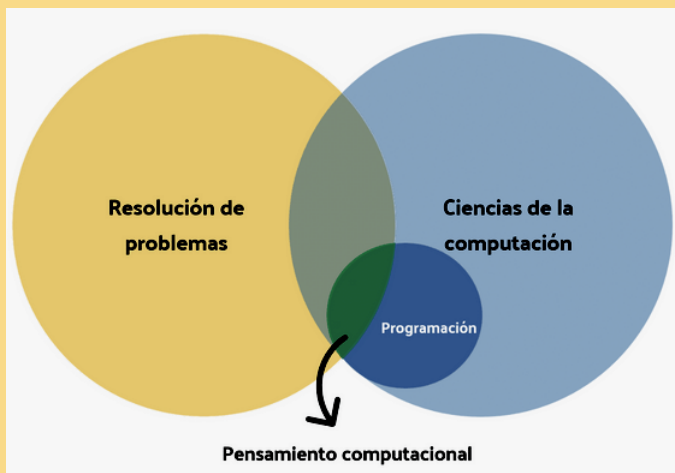 Resolución de
problemas
Ciencias de la
computación
Programación
Pensamiento computacional